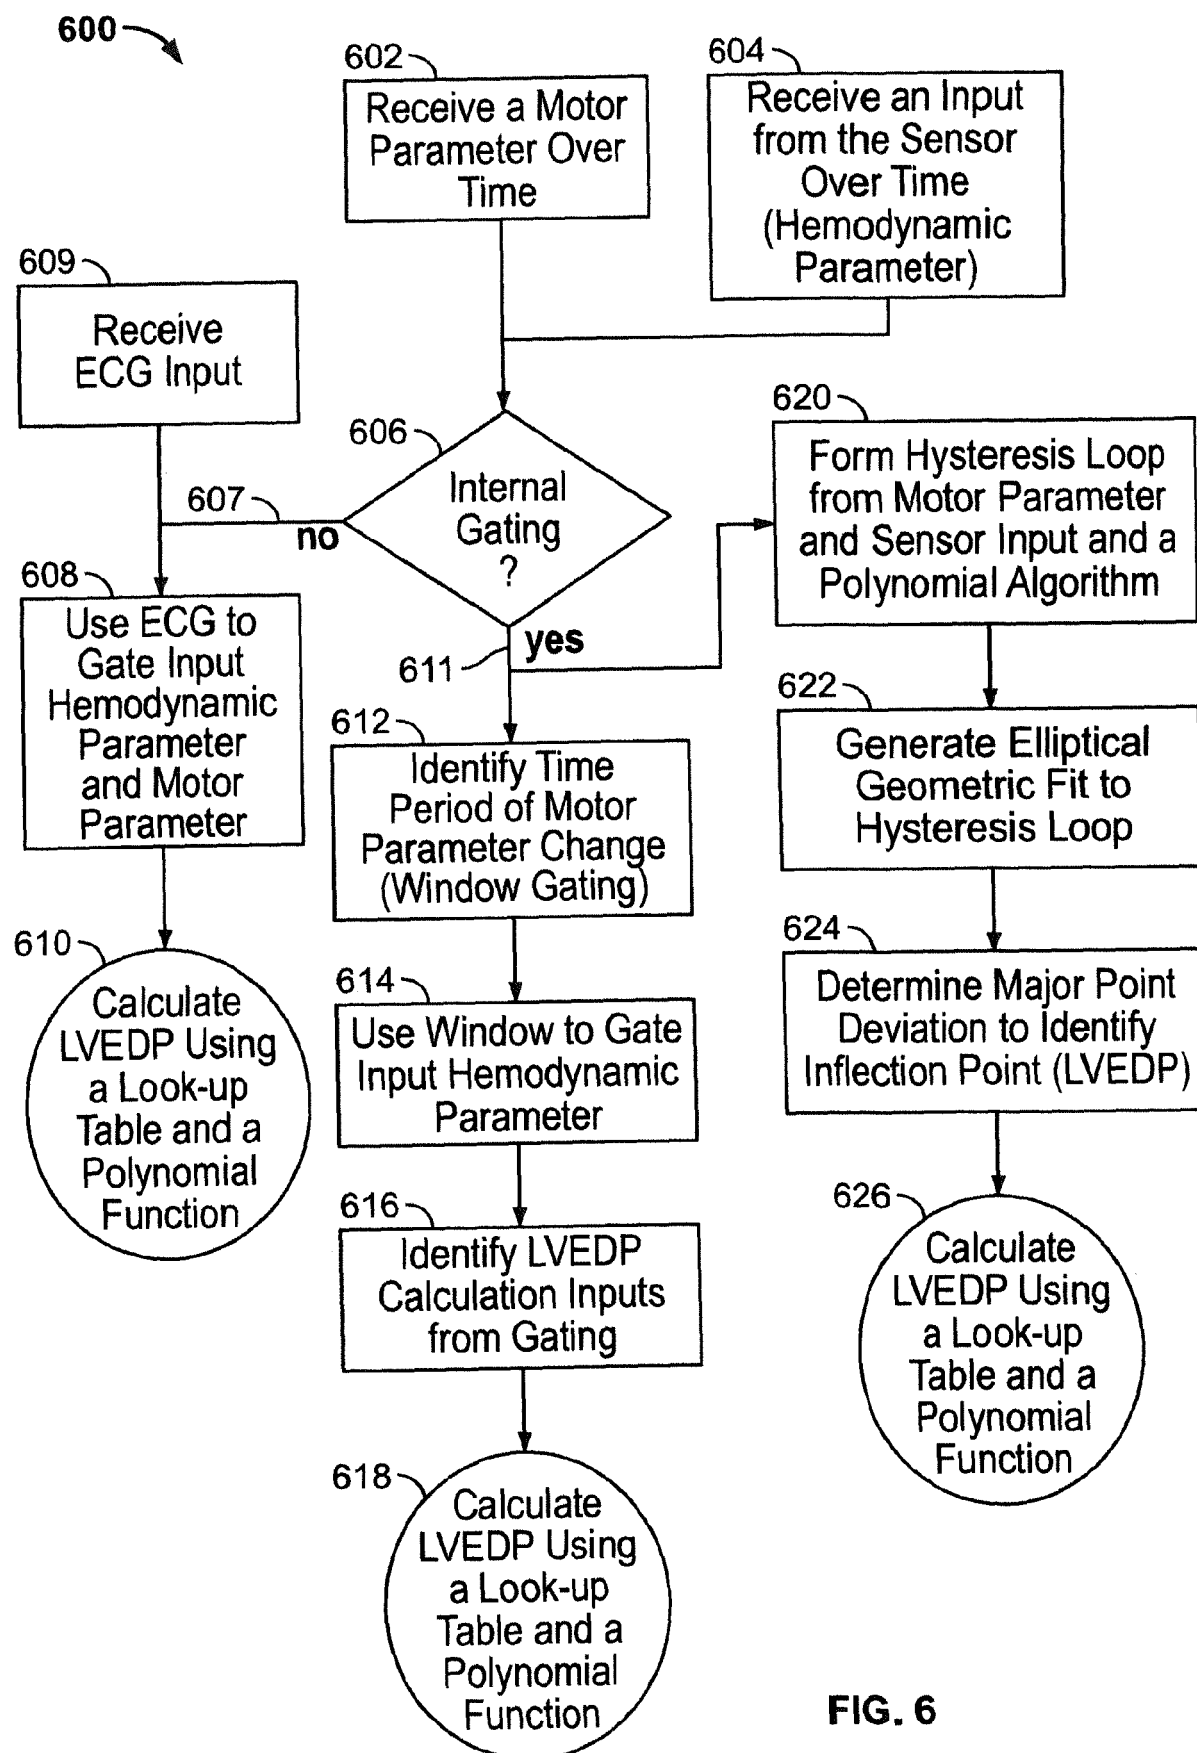 600
602
Receive a Motor
Parameter Over
Time
604
Receive an Input
from the Sensor
Over Time
(Hemodynamic
Parameter)
609
Receive
ECG Input
606
Internal
Gating
?
607
no
yes
611
608
Use ECG to
Gate Input
Hemodynamic
Parameter
and Motor
Parameter
610
Calculate
LVEDP Using
a Look-up
Table and a
Polynomial
Function
612
Identify Time
Period of Motor
Parameter Change
(Window Gating)
614
Use Window to Gate
Input Hemodynamic
Parameter
616
Identify LVEDP
Calculation Inputs
from Gating
618
Calculate
LVEDP Using
a Look-up
Table and a
Polynomial
Function
620
Form Hysteresis Loop
from Motor Parameter
and Sensor Input and a
Polynomial Algorithm
622
Generate Elliptical
Geometric Fit to
Hysteresis Loop
624
Determine Major Point
Deviation to Identify
Inflection Point (LVEDP)
626
Calculate
LVEDP Using
a Look-up
Table and a
Polynomial
Function
FIG. 6